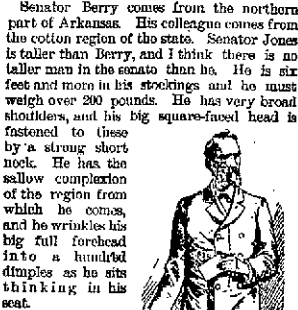 Senator Berry comes from the northern
part of Arkansas. His colleague comes from
the cotton region of the state. Senator Jones
is taller than Berry, and I think there is no
taller man in the senate than he. He is six
feet and more in his stockings and he must
weigh over 200 pounds. He has very broad
shoulders, and his big square-faced head is
fastened to these
by a strong short
neck. He has the
sallow complexion
of the region from
which he comes,
and he wrinkles his
big full forehead
into a hundred
dimples as he sits
thinking in his
seat.